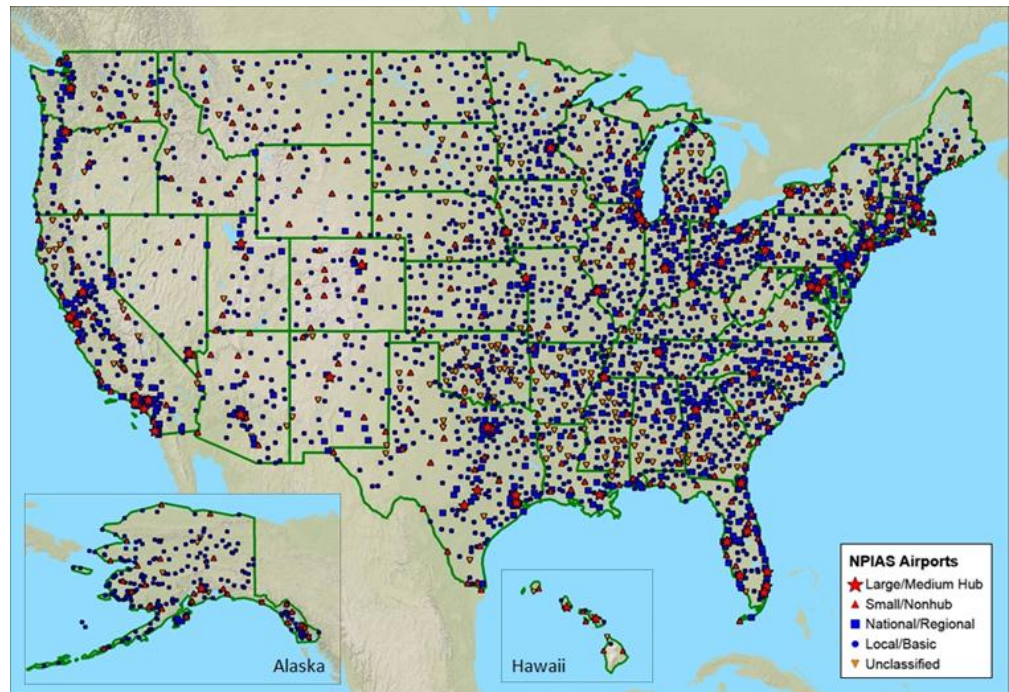 Alaska
Hawaii
NPIAS Airports
Large/Medium Hub
Small/Nonhub
National/Regional
Local/Basic
Unclassified